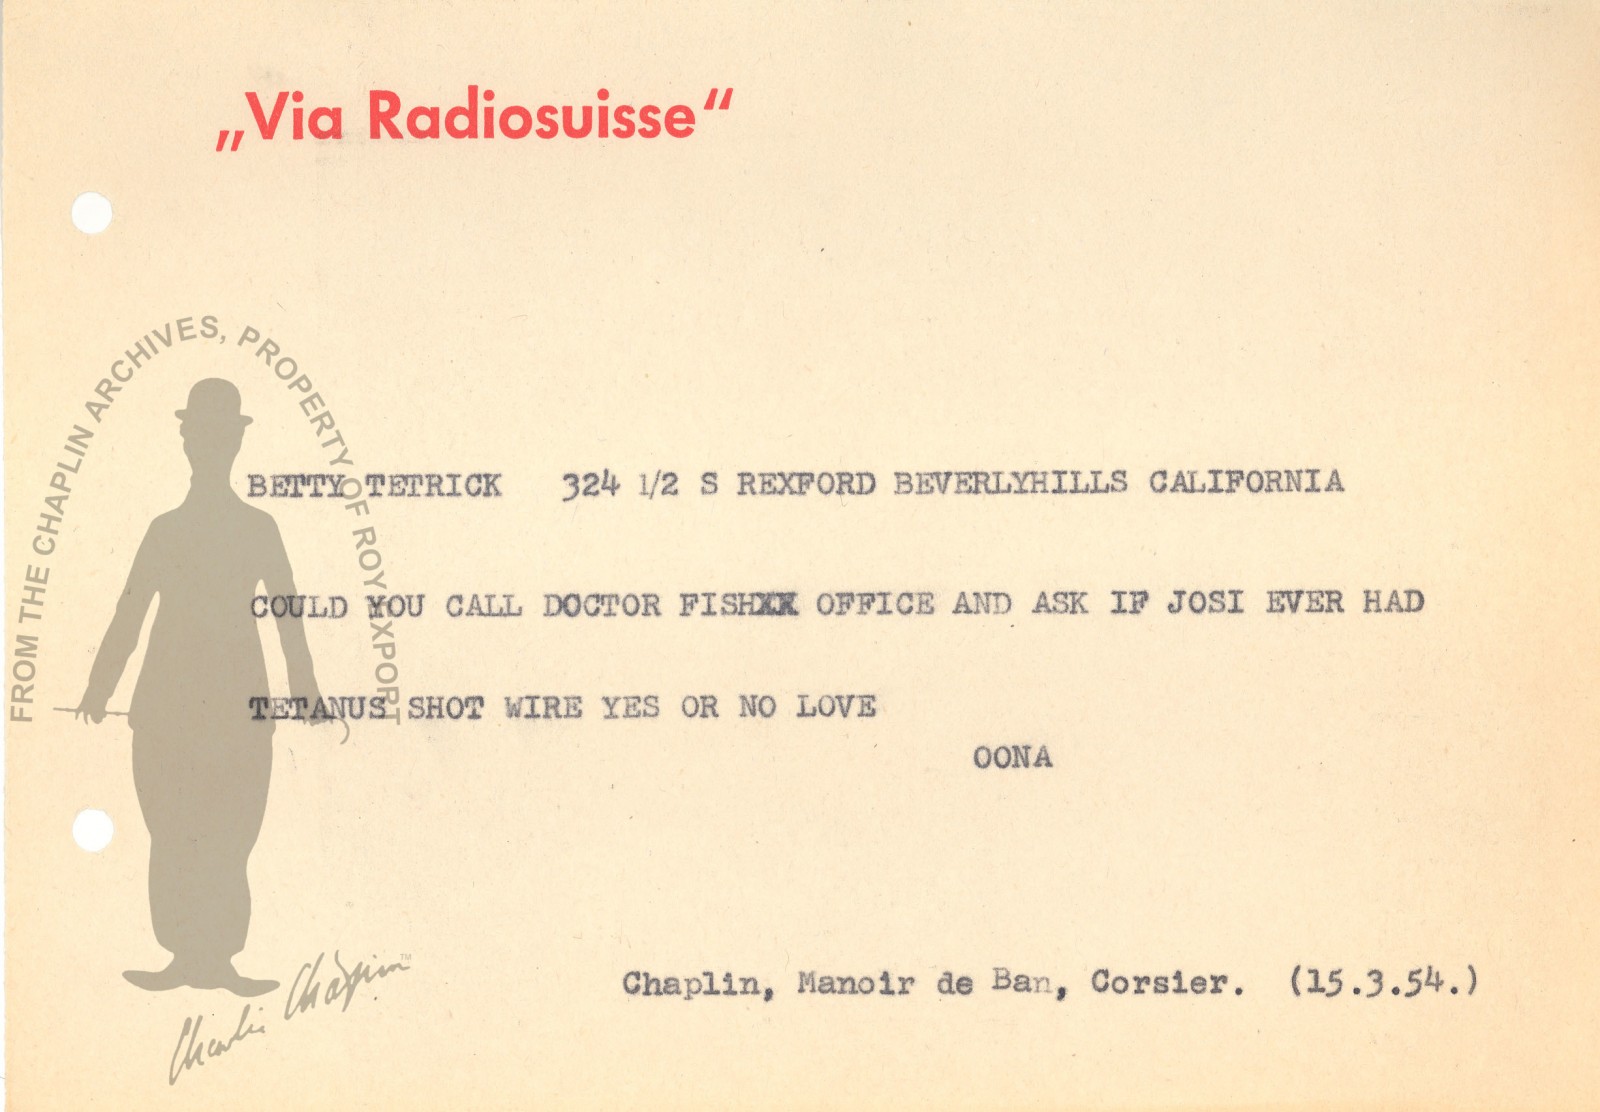 „Via Radiosuisse“
FROM THE CHAPLIN ARCHIVES, PROPERTY OF ROY EXPORT
BETTY TETRICK 324 1/2 S REXFORD BEVERLYHILLS CALIFORNIA
COULD YOU CALL DOCTOR FISHXX OFFICE AND ASK IF JOSI EVER HAD
TETANUS SHOT WIRE YES OR NO LOVE
OONA
Chaplin, Manoir de Ban, Corsier. (15.3.54.)
Charlie Chaplin™